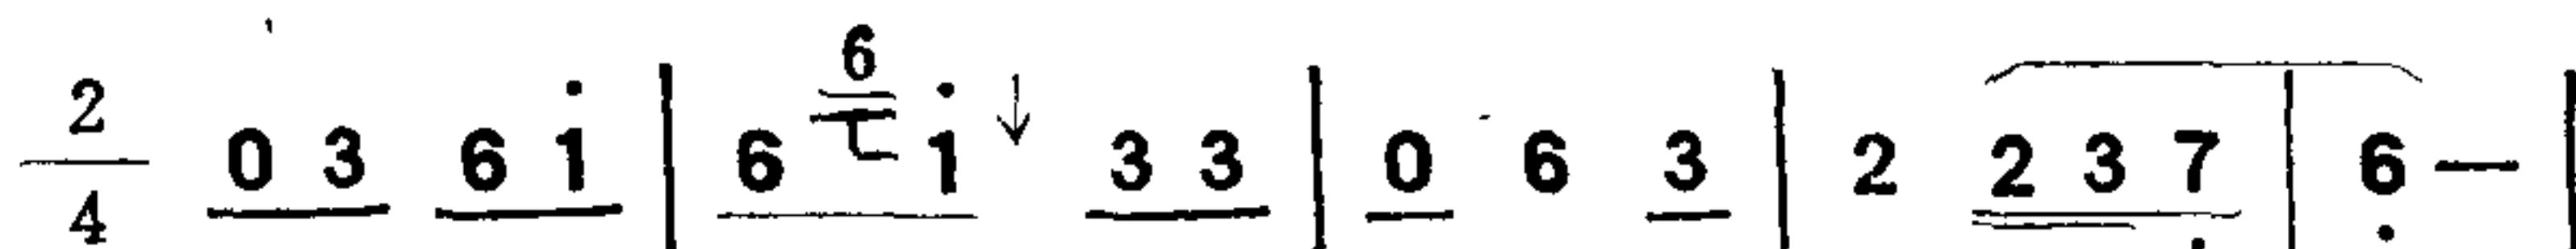 2/4 0 3 6 1̇ | 6 6 1̇ ↓ 3 3 | 0 6 3 | 2 2 3 7̣ | 6̣ — |